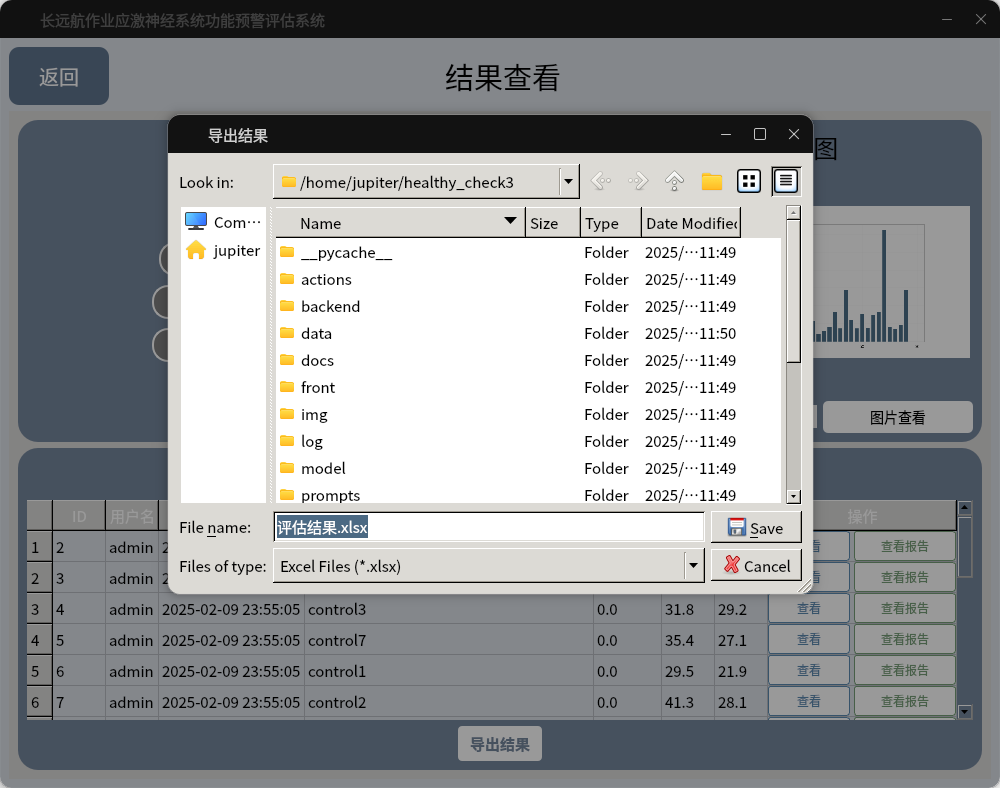 长远航作业应激神经系统功能预警评估系统
返回
结果查看
图
导出结果
Look in:
/home/jupiter/healthy_check3
Com···
jupiter
Name Size Type Date Modified
__pycache__ Folder 2025/···11:49
actions Folder 2025/···11:49
backend Folder 2025/···11:49
data Folder 2025/···11:50
docs Folder 2025/···11:49
front Folder 2025/···11:49
img Folder 2025/···11:49
log Folder 2025/···11:49
model Folder 2025/···11:49
prompts Folder 2025/···11:49
图片查看
File name: 评估结果.xlsx Save
Files of type: Excel Files (*.xlsx) Cancel
ID 用户名 操作
1 2 admin 2 看 查看报告
2 3 admin 2 看 查看报告
3 4 admin 2025-02-09 23:55:05 control3 0.0 31.8 29.2 查看 查看报告
4 5 admin 2025-02-09 23:55:05 control7 0.0 35.4 27.1 查看 查看报告
5 6 admin 2025-02-09 23:55:05 control1 0.0 29.5 21.9 查看 查看报告
6 7 admin 2025-02-09 23:55:05 control2 0.0 41.3 28.1 查看 查看报告
导出结果